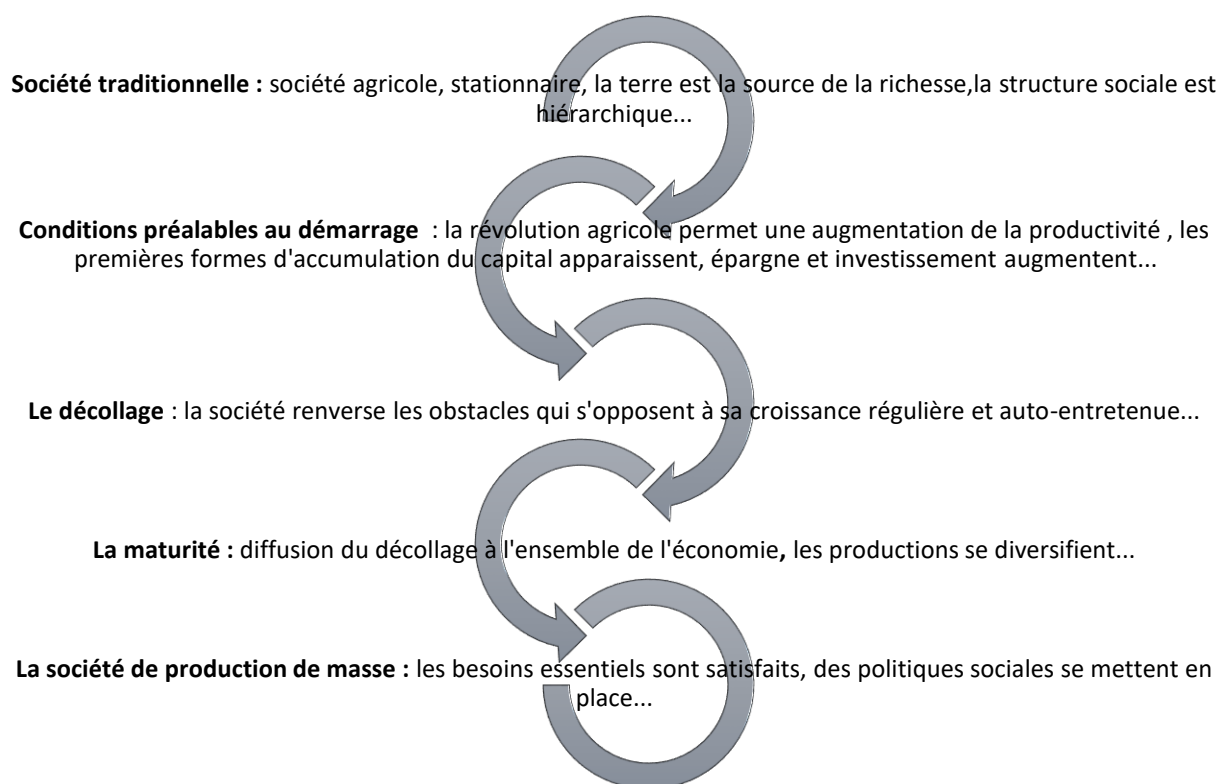 Société traditionnelle : société agricole, stationnaire, la terre est la source de la richesse,la structure sociale est
hiérarchique...
Conditions préalables au démarrage : la révolution agricole permet une augmentation de la productivité , les
premières formes d'accumulation du capital apparaissent, épargne et investissement augmentent...
Le décollage : la société renverse les obstacles qui s'opposent à sa croissance régulière et auto-entretenue...
La maturité : diffusion du décollage à l'ensemble de l'économie, les productions se diversifient...
La société de production de masse : les besoins essentiels sont satisfaits, des politiques sociales se mettent en
place...